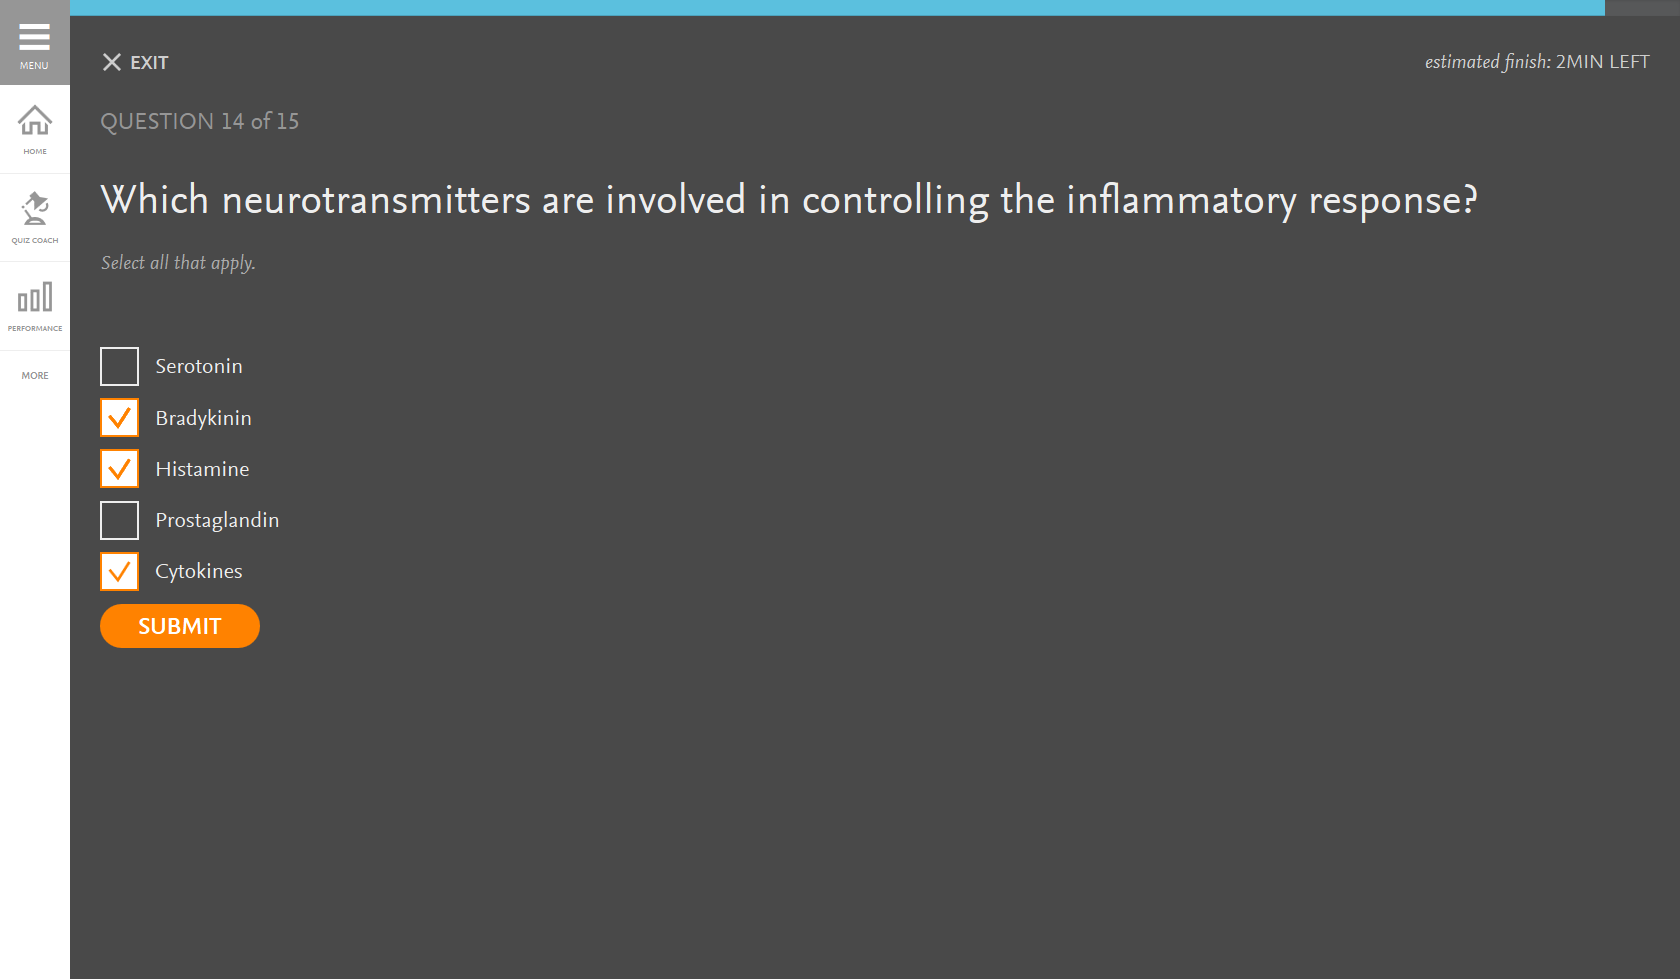 MENU
EXIT
estimated finish: 2MIN LEFT
QUESTION 14 of 15
HOME
Which neurotransmitters are involved in controlling the inflammatory response?
QUIZ COACH
Select all that apply.
PERFORMANCE
MORE
Serotonin
Bradykinin
Histamine
Prostaglandin
Cytokines
SUBMIT